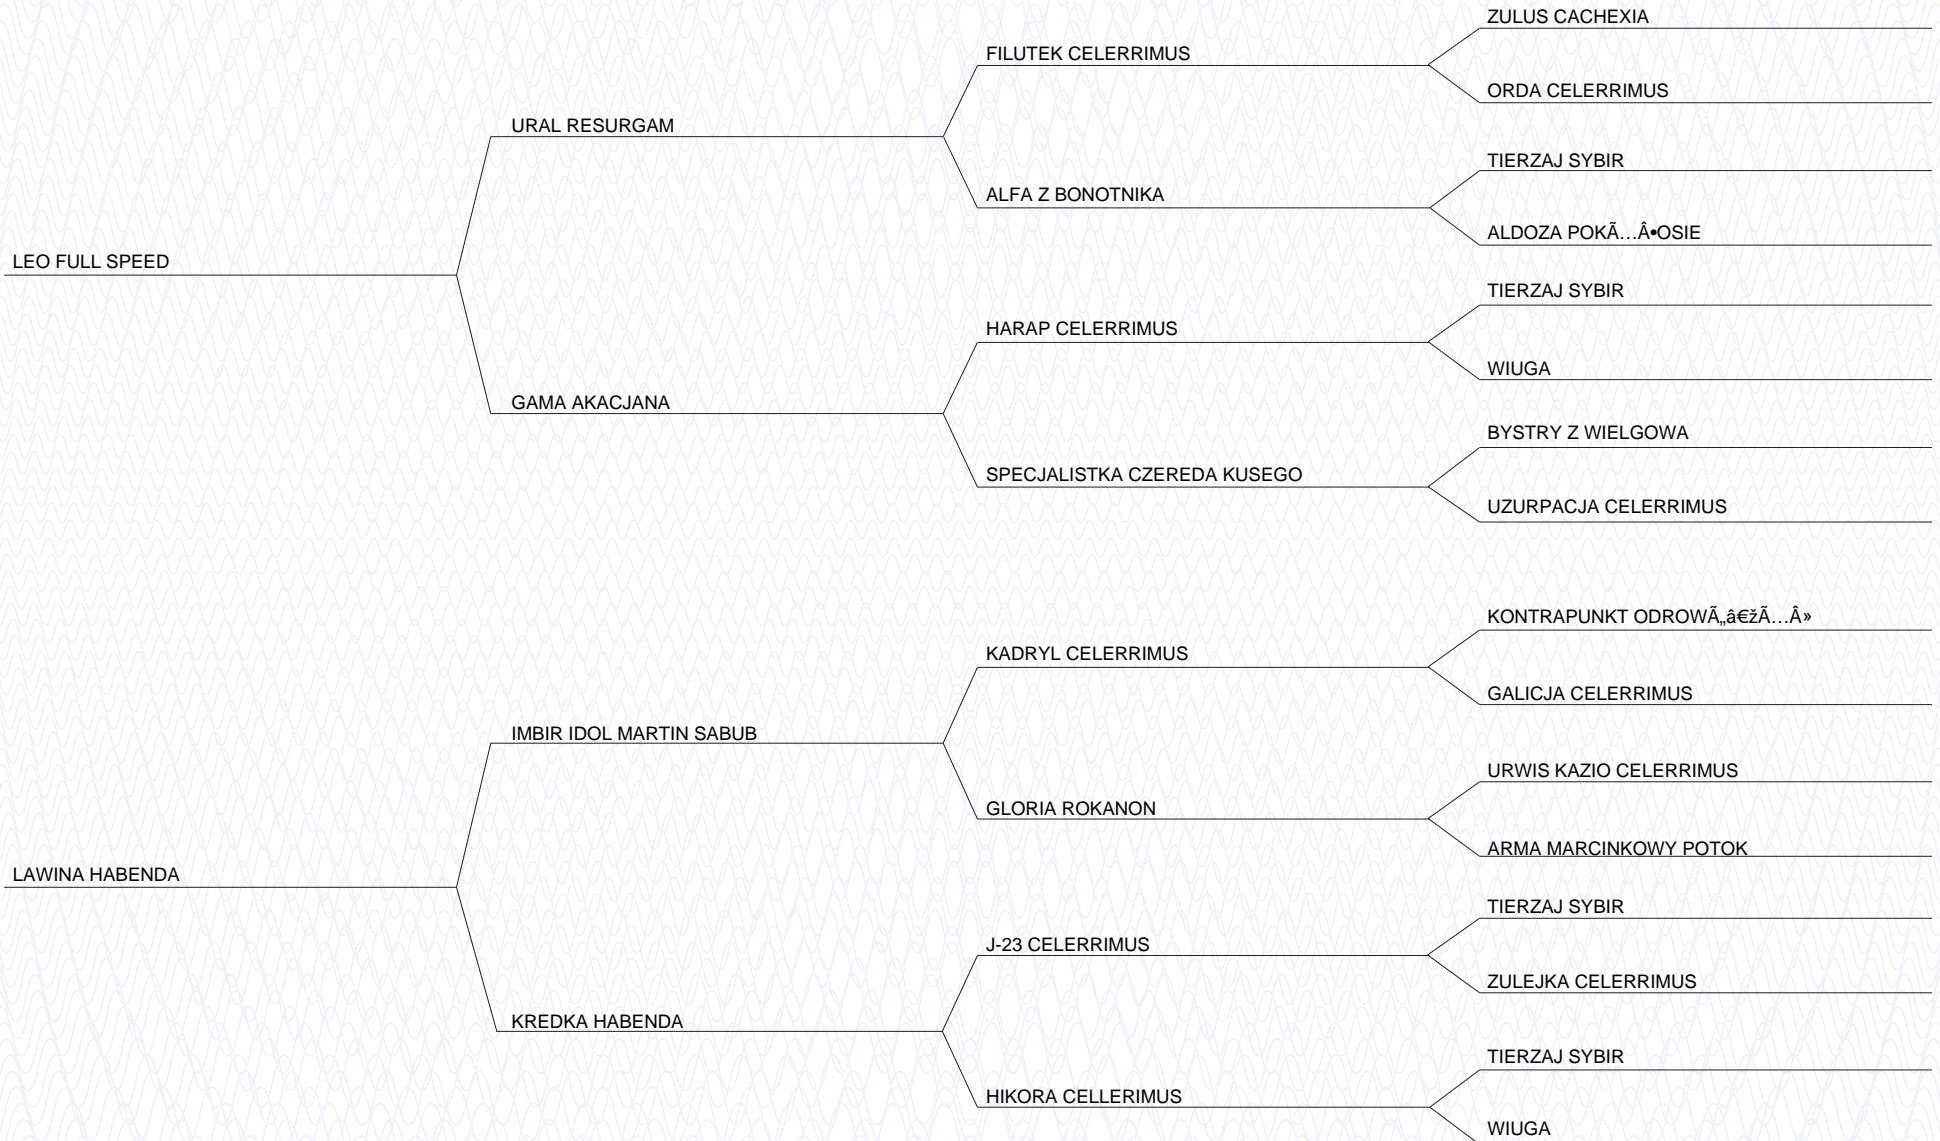 ZULUS CACHEXIA
FILUTEK CELERRIMUS
ORDA CELERRIMUS
URAL RESURGAM
TIERZAJ SYBIR
ALFA Z BONOTNIKA
ALDOZA POKÃ…Â•OSIE
LEO FULL SPEED
TIERZAJ SYBIR
HARAP CELERRIMUS
WIUGA
GAMA AKACJANA
BYSTRY Z WIELGOWA
SPECJALISTKA CZEREDA KUSEGO
UZURPACJA CELERRIMUS
KONTRAPUNKT ODROWÃ„â€žÃ…Â»
KADRYL CELERRIMUS
GALICJA CELERRIMUS
IMBIR IDOL MARTIN SABUB
URWIS KAZIO CELERRIMUS
GLORIA ROKANON
ARMA MARCINKOWY POTOK
LAWINA HABENDA
TIERZAJ SYBIR
J-23 CELERRIMUS
ZULEJKA CELERRIMUS
KREDKA HABENDA
TIERZAJ SYBIR
HIKORA CELLERIMUS
WIUGA